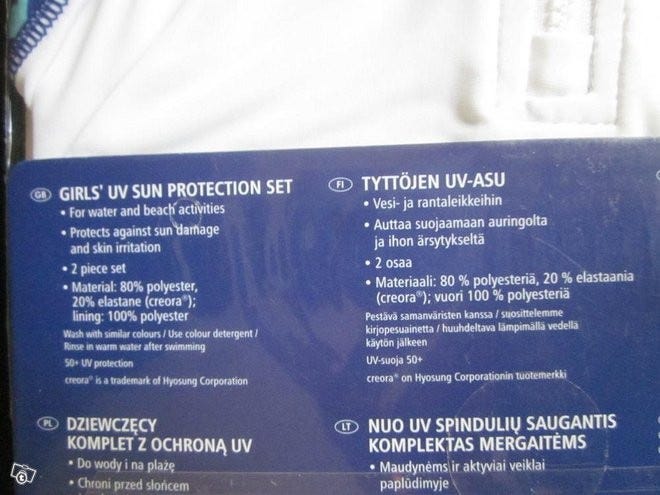 GB GIRLS' UV SUN PROTECTION SET
• For water and beach activities
• Protects against sun damage
and skin irritation
• 2 piece set
• Material: 80% polyester,
20% elastane (creora®);
lining: 100% polyester
Wash with similar colours / Use colour detergent /
Rinse in warm water after swimming
50+ UV protection
creora® is a trademark of Hyosung Corporation
FI TYTTÖJEN UV-ASU
• Vesi- ja rantaleikkeihin
• Auttaa suojaamaan auringolta
ja ihon ärsytykseltä
• 2 osaa
• Materiaali: 80 % polyesteriä, 20 % elastaania
(creora®); vuori 100 % polyesteriä
Pestävä samanväristen kanssa / suosittelemme
kirjopesuainetta / huuhdeltava lämpimällä vedellä
käytön jälkeen
UV-suoja 50+
creora® on Hyosung Corporationin tuotemerkki
PL DZIEWCZĘCY
KOMPLET Z OCHRONĄ UV
• Do wody i na plażę
• Chroni przed słońcem
LT NUO UV SPINDULIŲ SAUGANTIS
KOMPLEKTAS MERGAITĖMS
• Maudynėms ir aktyviai veiklai
paplūdimyje